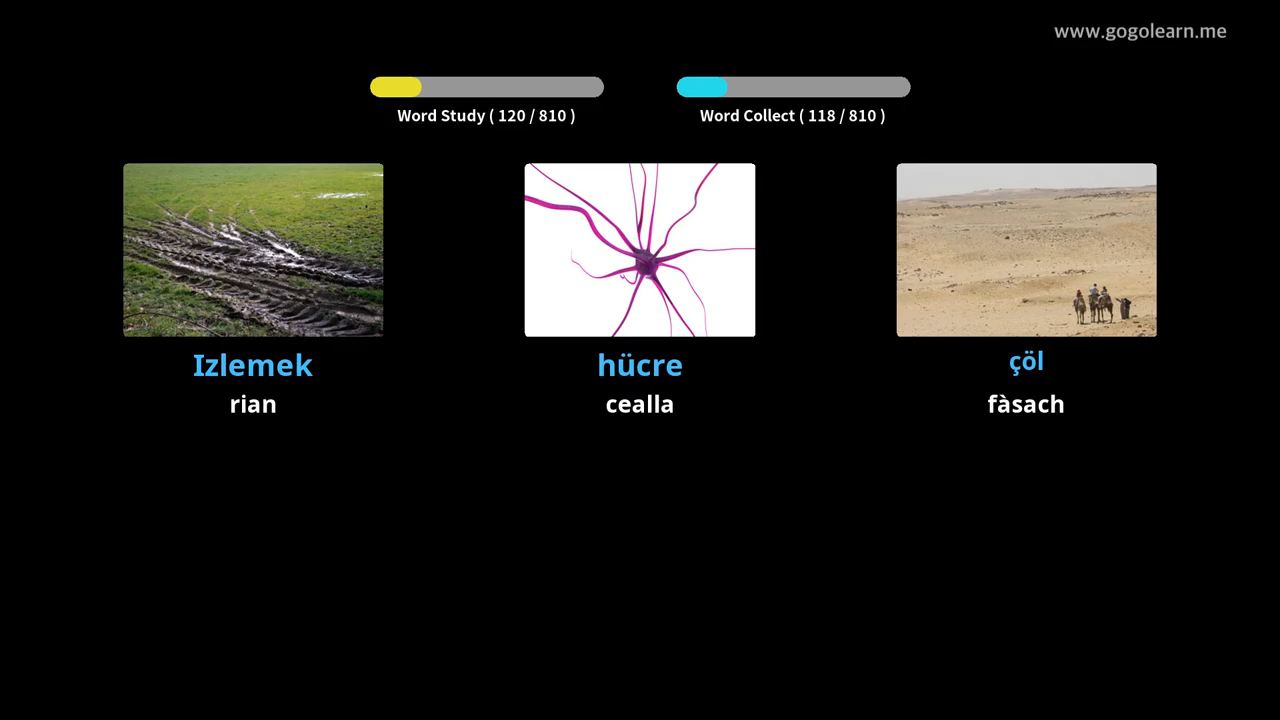 www.gogolearn.me
Word Study ( 120 / 810 )
Word Collect ( 118 / 810 )
Izlemek
hücre
çöl
rian
cealla
fàsach